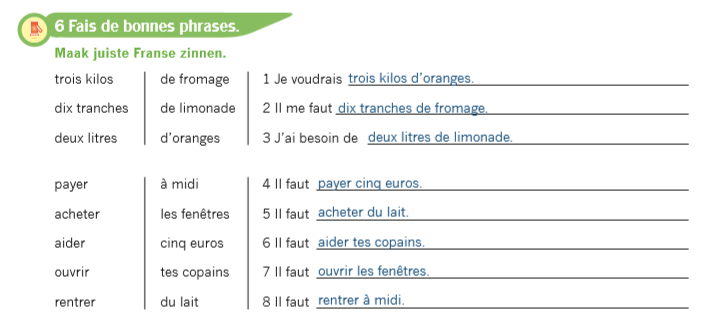 6 Fais de bonnes phrases.
Maak juiste Franse zinnen.
trois kilos de fromage 1 Je voudrais trois kilos d'oranges.
dix tranches de limonade 2 Il me faut dix tranches de fromage.
deux litres d'oranges 3 J'ai besoin de deux litres de limonade.
payer à midi 4 Il faut payer cinq euros.
acheter les fenêtres 5 Il faut acheter du lait.
aider cinq euros 6 Il faut aider tes copains.
ouvrir tes copains 7 Il faut ouvrir les fenêtres.
rentrer du lait 8 Il faut rentrer à midi.